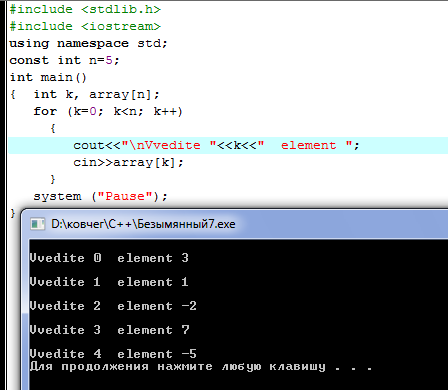 #include <stdlib.h>
#include <iostream>
using namespace std;
const int n=5;
int main()
{  int k, array[n];
for (k=0; k<n; k++)
{
cout<<"\nVvedite "<<k<<"  element ";
cin>>array[k];
}
system ("Pause");
}
D:\ковчег\C++\Безымянный7.exe
Vvedite 0  element 3
Vvedite 1  element 1
Vvedite 2  element -2
Vvedite 3  element 7
Vvedite 4  element -5
Для продолжения нажмите любую клавишу . . .